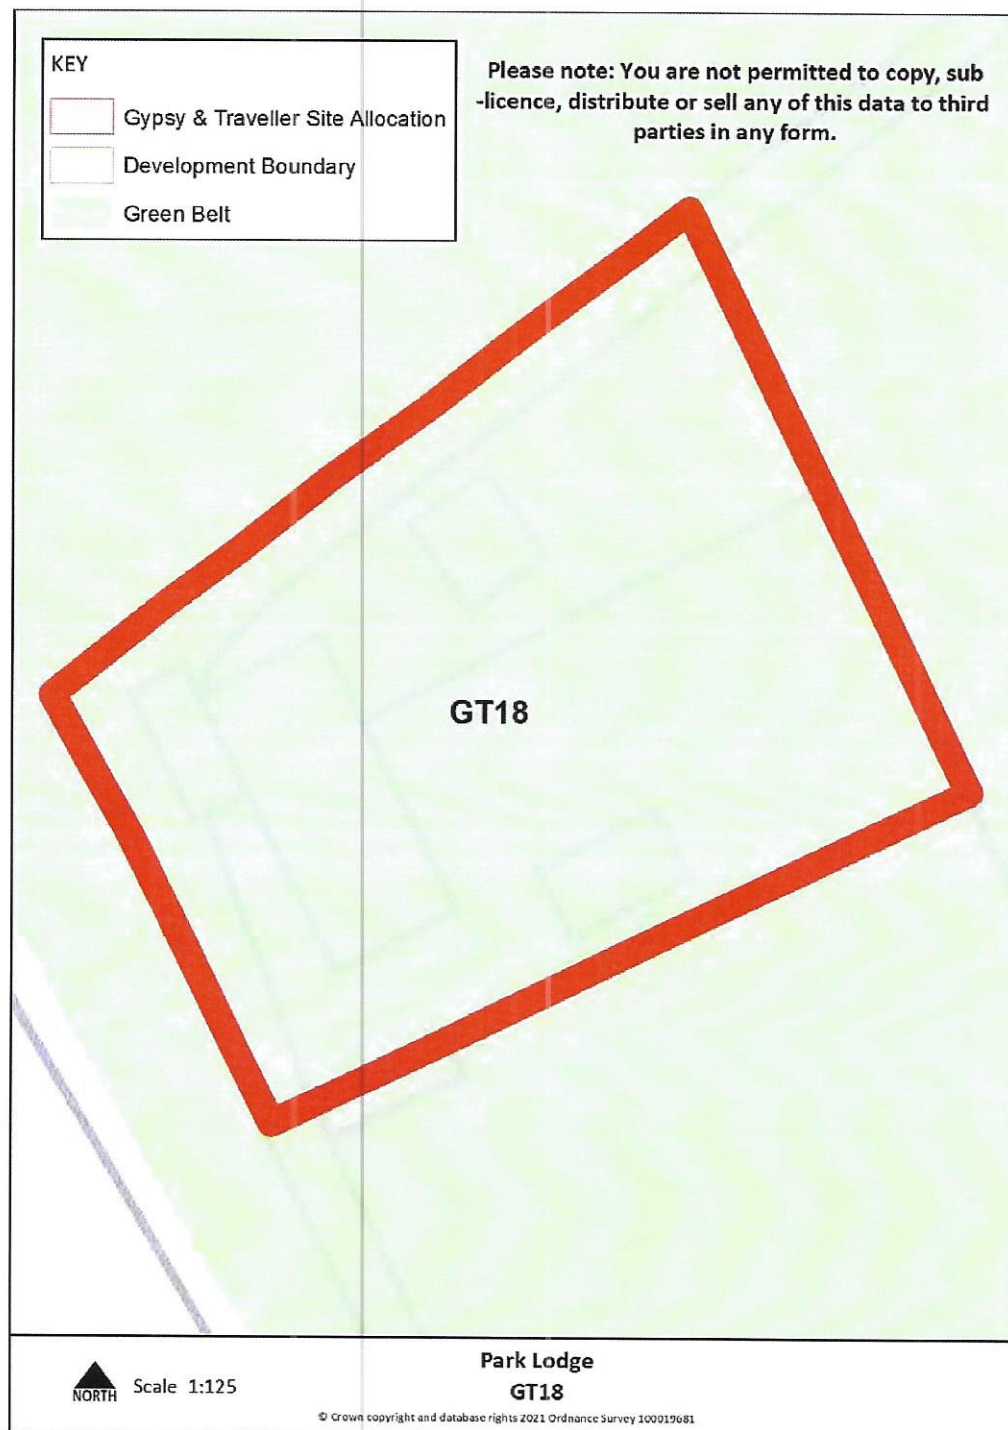 KEY
Gypsy & Traveller Site Allocation
Development Boundary
Green Belt
Please note: You are not permitted to copy, sub
-licence, distribute or sell any of this data to third
parties in any form.
GT18
NORTH
Scale 1:125
Park Lodge
GT18
© Crown copyright and database rights 2021 Ordnance Survey 100019681